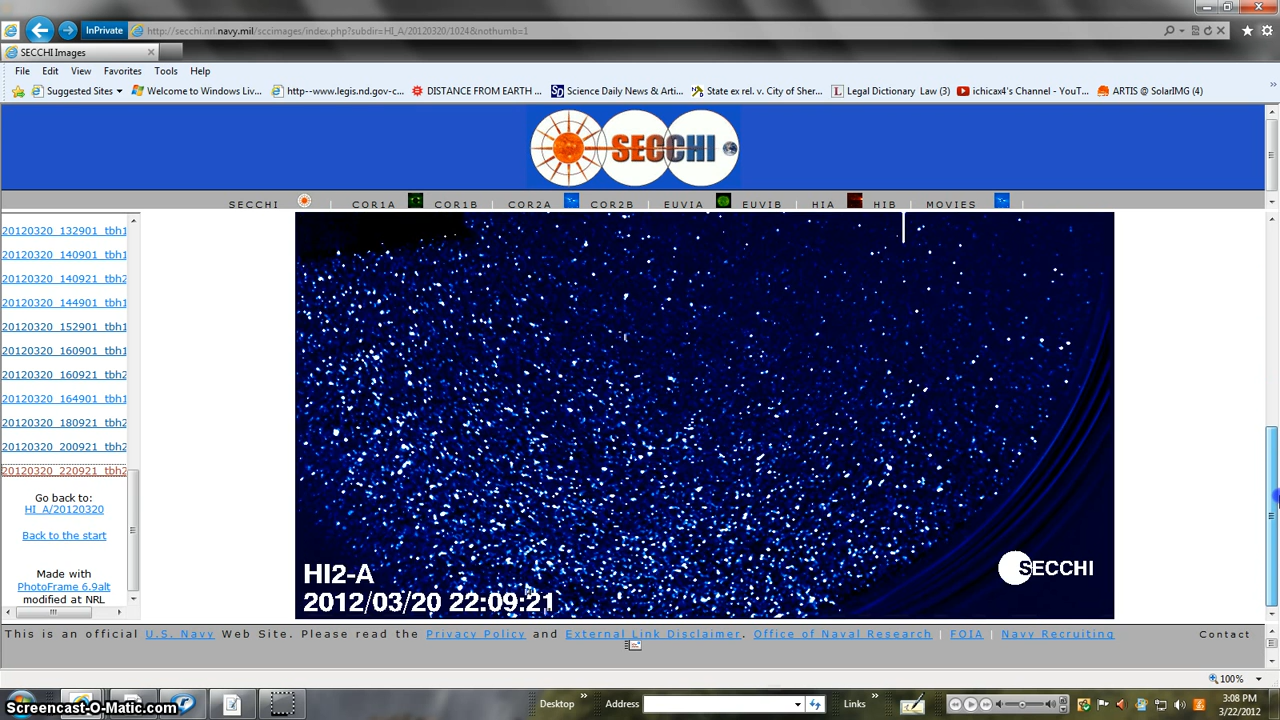 InPrivate
http://secchi.nrl.navy.mil/sccimages/index.php?subdir=HI_A/20120320/1024&nothumb=1
SECCHI Images
File Edit View Favorites Tools Help
Suggested Sites
Welcome to Windows Liv...
http--www.legis.nd.gov-c...
DISTANCE FROM EARTH ...
Science Daily News & Arti...
State ex rel. v. City of Sher...
Legal Dictionary Law (3)
ichicax4's Channel - YouT...
ARTIS @ SolarIMG (4)
SECCHI
SECCHI | COR1A COR1B | COR2A COR2B | EUVIA EUVIB | HIA HIB | MOVIES |
20120320_132901_tbh1
20120320_140901_tbh1
20120320_140921_tbh2
20120320_144901_tbh1
20120320_152901_tbh1
20120320_160901_tbh1
20120320_160921_tbh2
20120320_164901_tbh1
20120320_180921_tbh2
20120320_200921_tbh2
20120320_220921_tbh2
Go back to:
HI_A/20120320
Back to the start
Made with
PhotoFrame 6.9alt
modified at NRL
HI2-A
2012/03/20 22:09:21
SECCHI
This is an official U.S. Navy Web Site. Please read the Privacy Policy and External Link Disclaimer. Office of Naval Research | FOIA | Navy Recruiting
Contact
100%
Screencast-O-Matic.com
Desktop
Address
Links
3:08 PM
3/22/2012